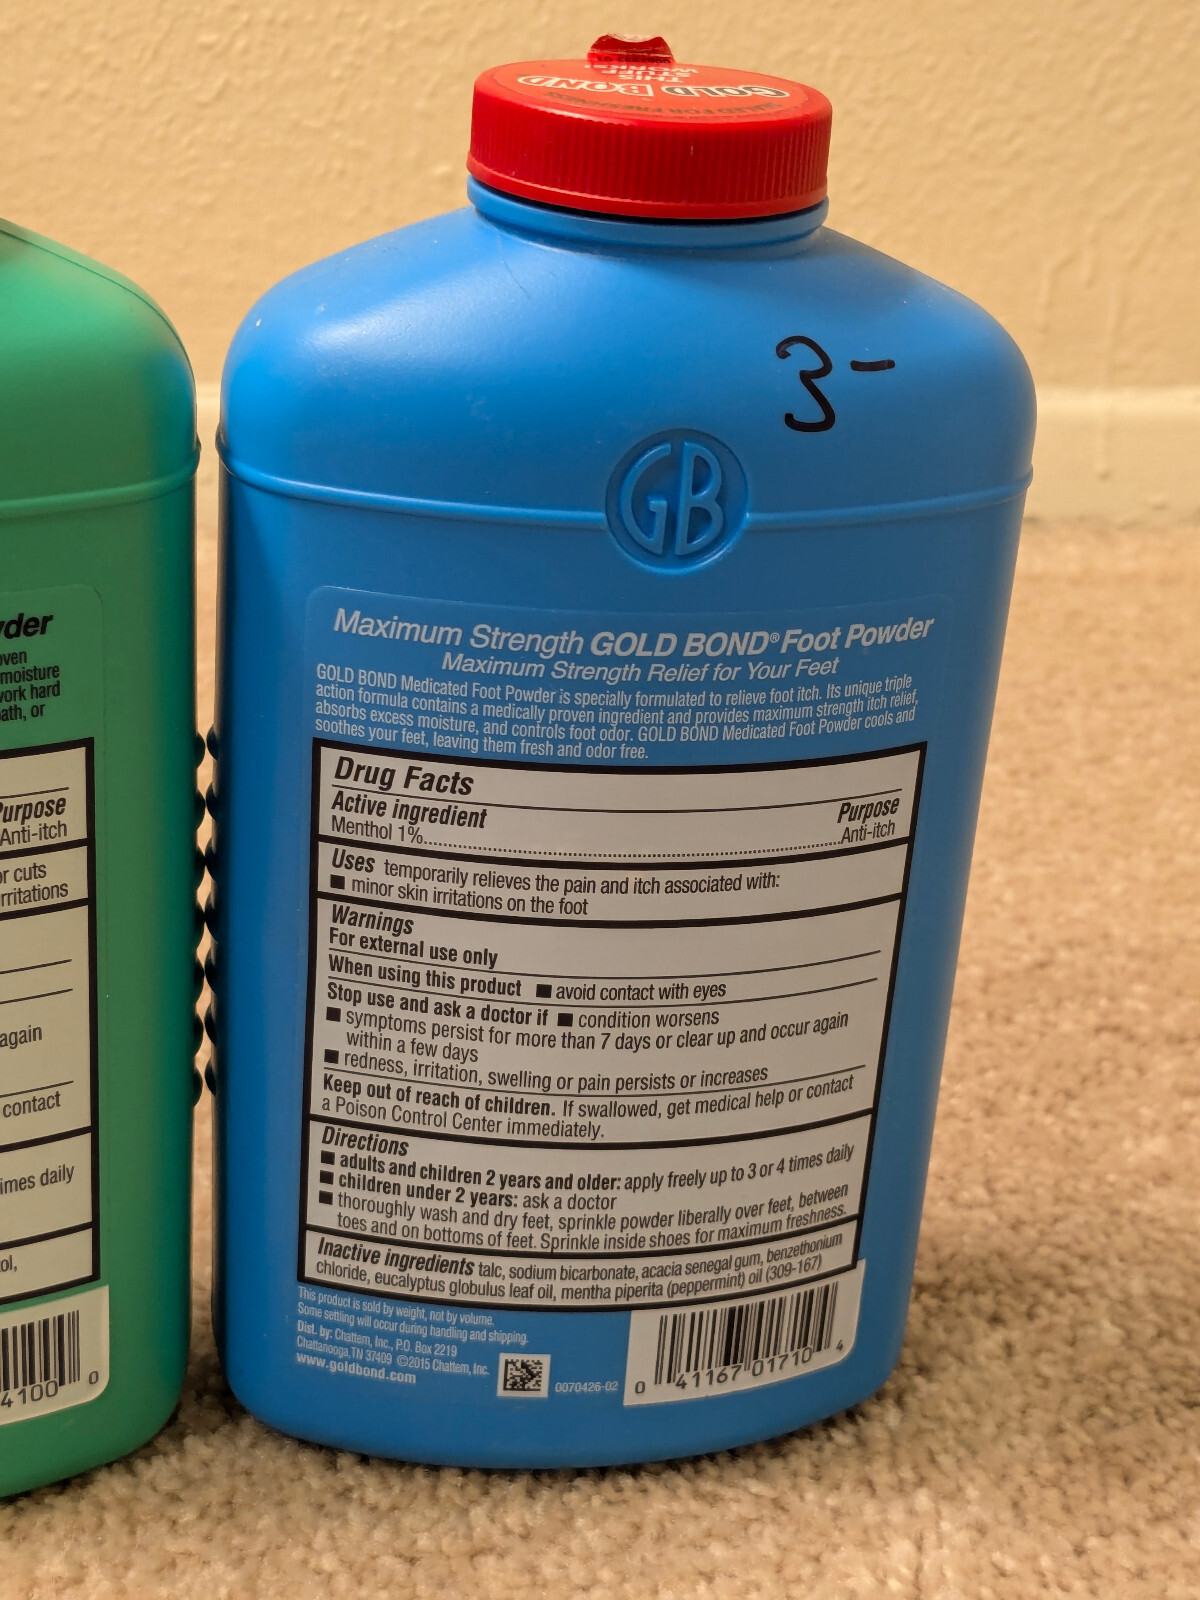 THIS
STUFF
WORKS!
GOLD BOND
SEALED FOR FRESHNESS
3-
GB
Maximum Strength GOLD BOND® Foot Powder
Maximum Strength Relief for Your Feet
GOLD BOND Medicated Foot Powder is specially formulated to relieve foot itch. Its unique triple
action formula contains a medically proven ingredient and provides maximum strength itch relief,
absorbs excess moisture, and controls foot odor. GOLD BOND Medicated Foot Powder cools and
soothes your feet, leaving them fresh and odor free.
Drug Facts
Active ingredient Purpose
Menthol 1%........................Anti-itch
Uses temporarily relieves the pain and itch associated with:
■ minor skin irritations on the foot
Warnings
For external use only
When using this product ■ avoid contact with eyes
Stop use and ask a doctor if ■ condition worsens
■ symptoms persist for more than 7 days or clear up and occur again
within a few days
■ redness, irritation, swelling or pain persists or increases
Keep out of reach of children. If swallowed, get medical help or contact
a Poison Control Center immediately.
Directions
■ adults and children 2 years and older: apply freely up to 3 or 4 times daily
■ children under 2 years: ask a doctor
■ thoroughly wash and dry feet, sprinkle powder liberally over feet, between
toes and on bottoms of feet. Sprinkle inside shoes for maximum freshness.
Inactive ingredients talc, sodium bicarbonate, acacia senegal gum, benzethonium
chloride, eucalyptus globulus leaf oil, mentha piperita (peppermint) oil (309-167)
This product is sold by weight, not by volume.
Some settling will occur during handling and shipping.
Dist. by: Chattem, Inc., P.O. Box 2219
Chattanooga, TN 37409 ©2015 Chattem, Inc.
www.goldbond.com
0070426-02
0 41167 01710 4
moisture
work hard
or
Purpose
Anti-itch
or cuts
again
contact
times daily
4100 0